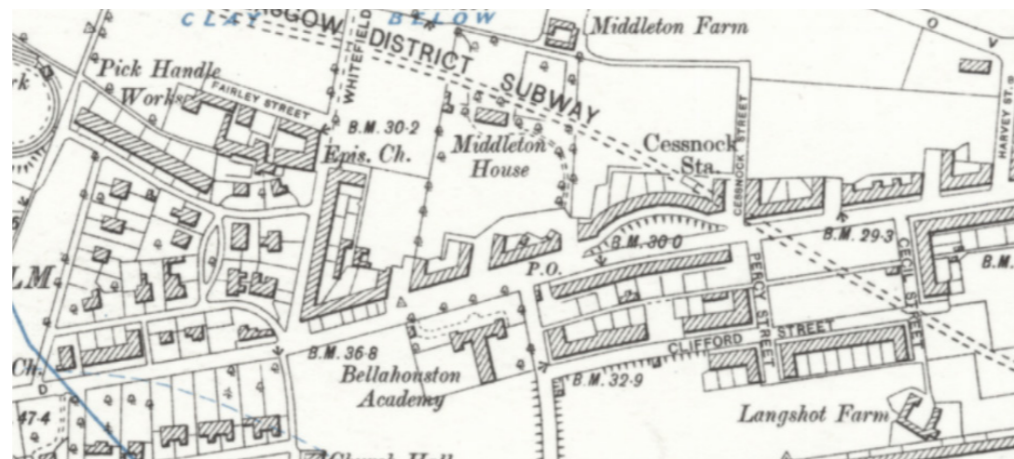 CLAY BELOW
DISTRICT
SUBWAY
Middleton Farm
Pick Handle
Works
FAIRLEY STREET
WHITEFIELD
B.M. 30·2
Epis. Ch.
Middleton
House
Cessnock
Sta.
CESSNOCK STREET
HARVEY ST.
B.M. 30·0
B.M. 29·3
P.O.
PERCY STREET
CECIL STREET
B.M.
LM
CLIFFORD STREET
Ch.
B.M. 36·8
Bellahouston
Academy
B.M. 32·9
Langshot Farm
47·4
Church Hall